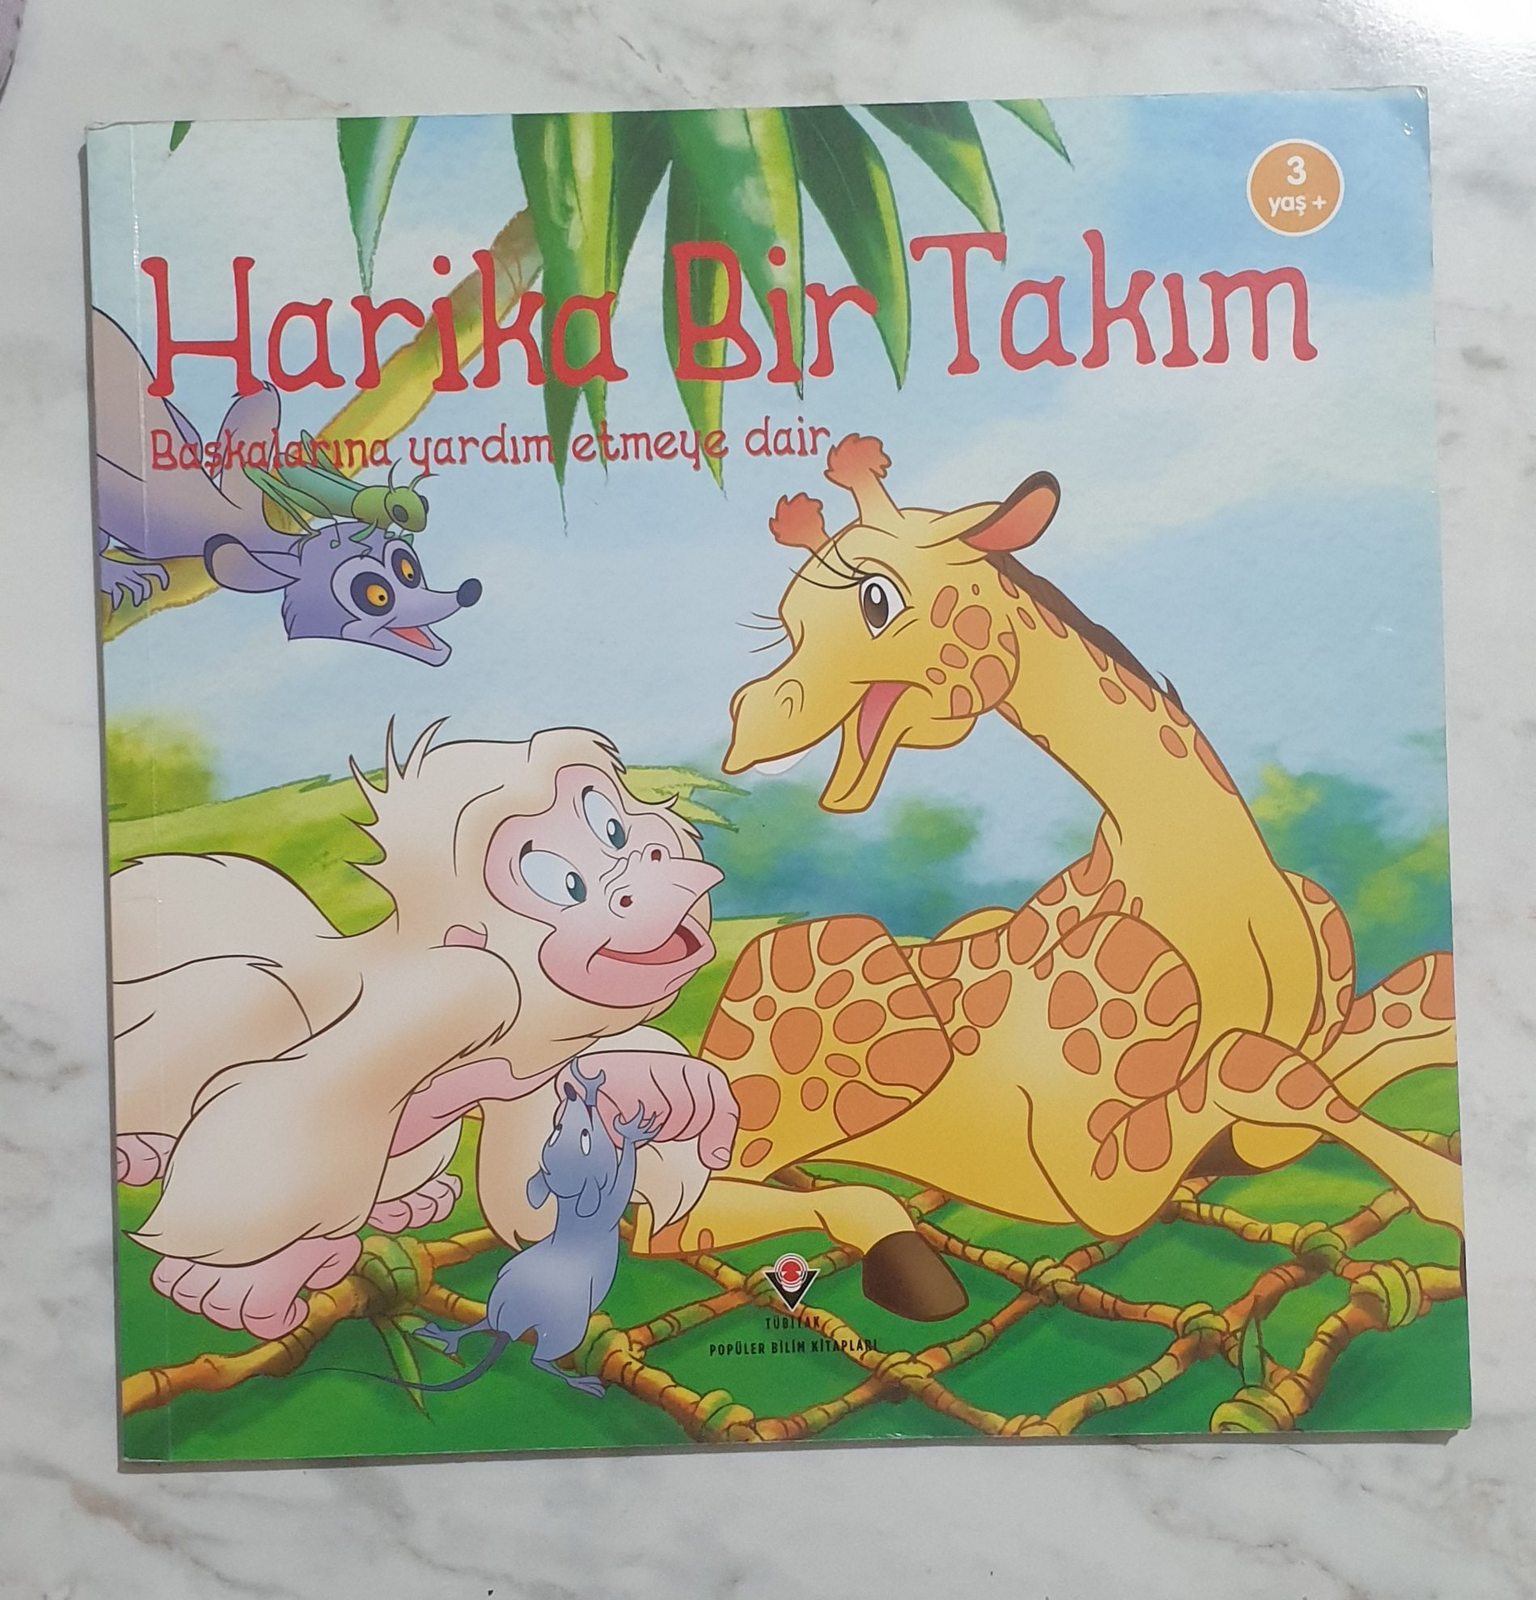 3
yaş +
Harika Bir Takım
Başkalarına yardım etmeye dair
TÜBİTAK
POPÜLER BİLİM KİTAPLARI